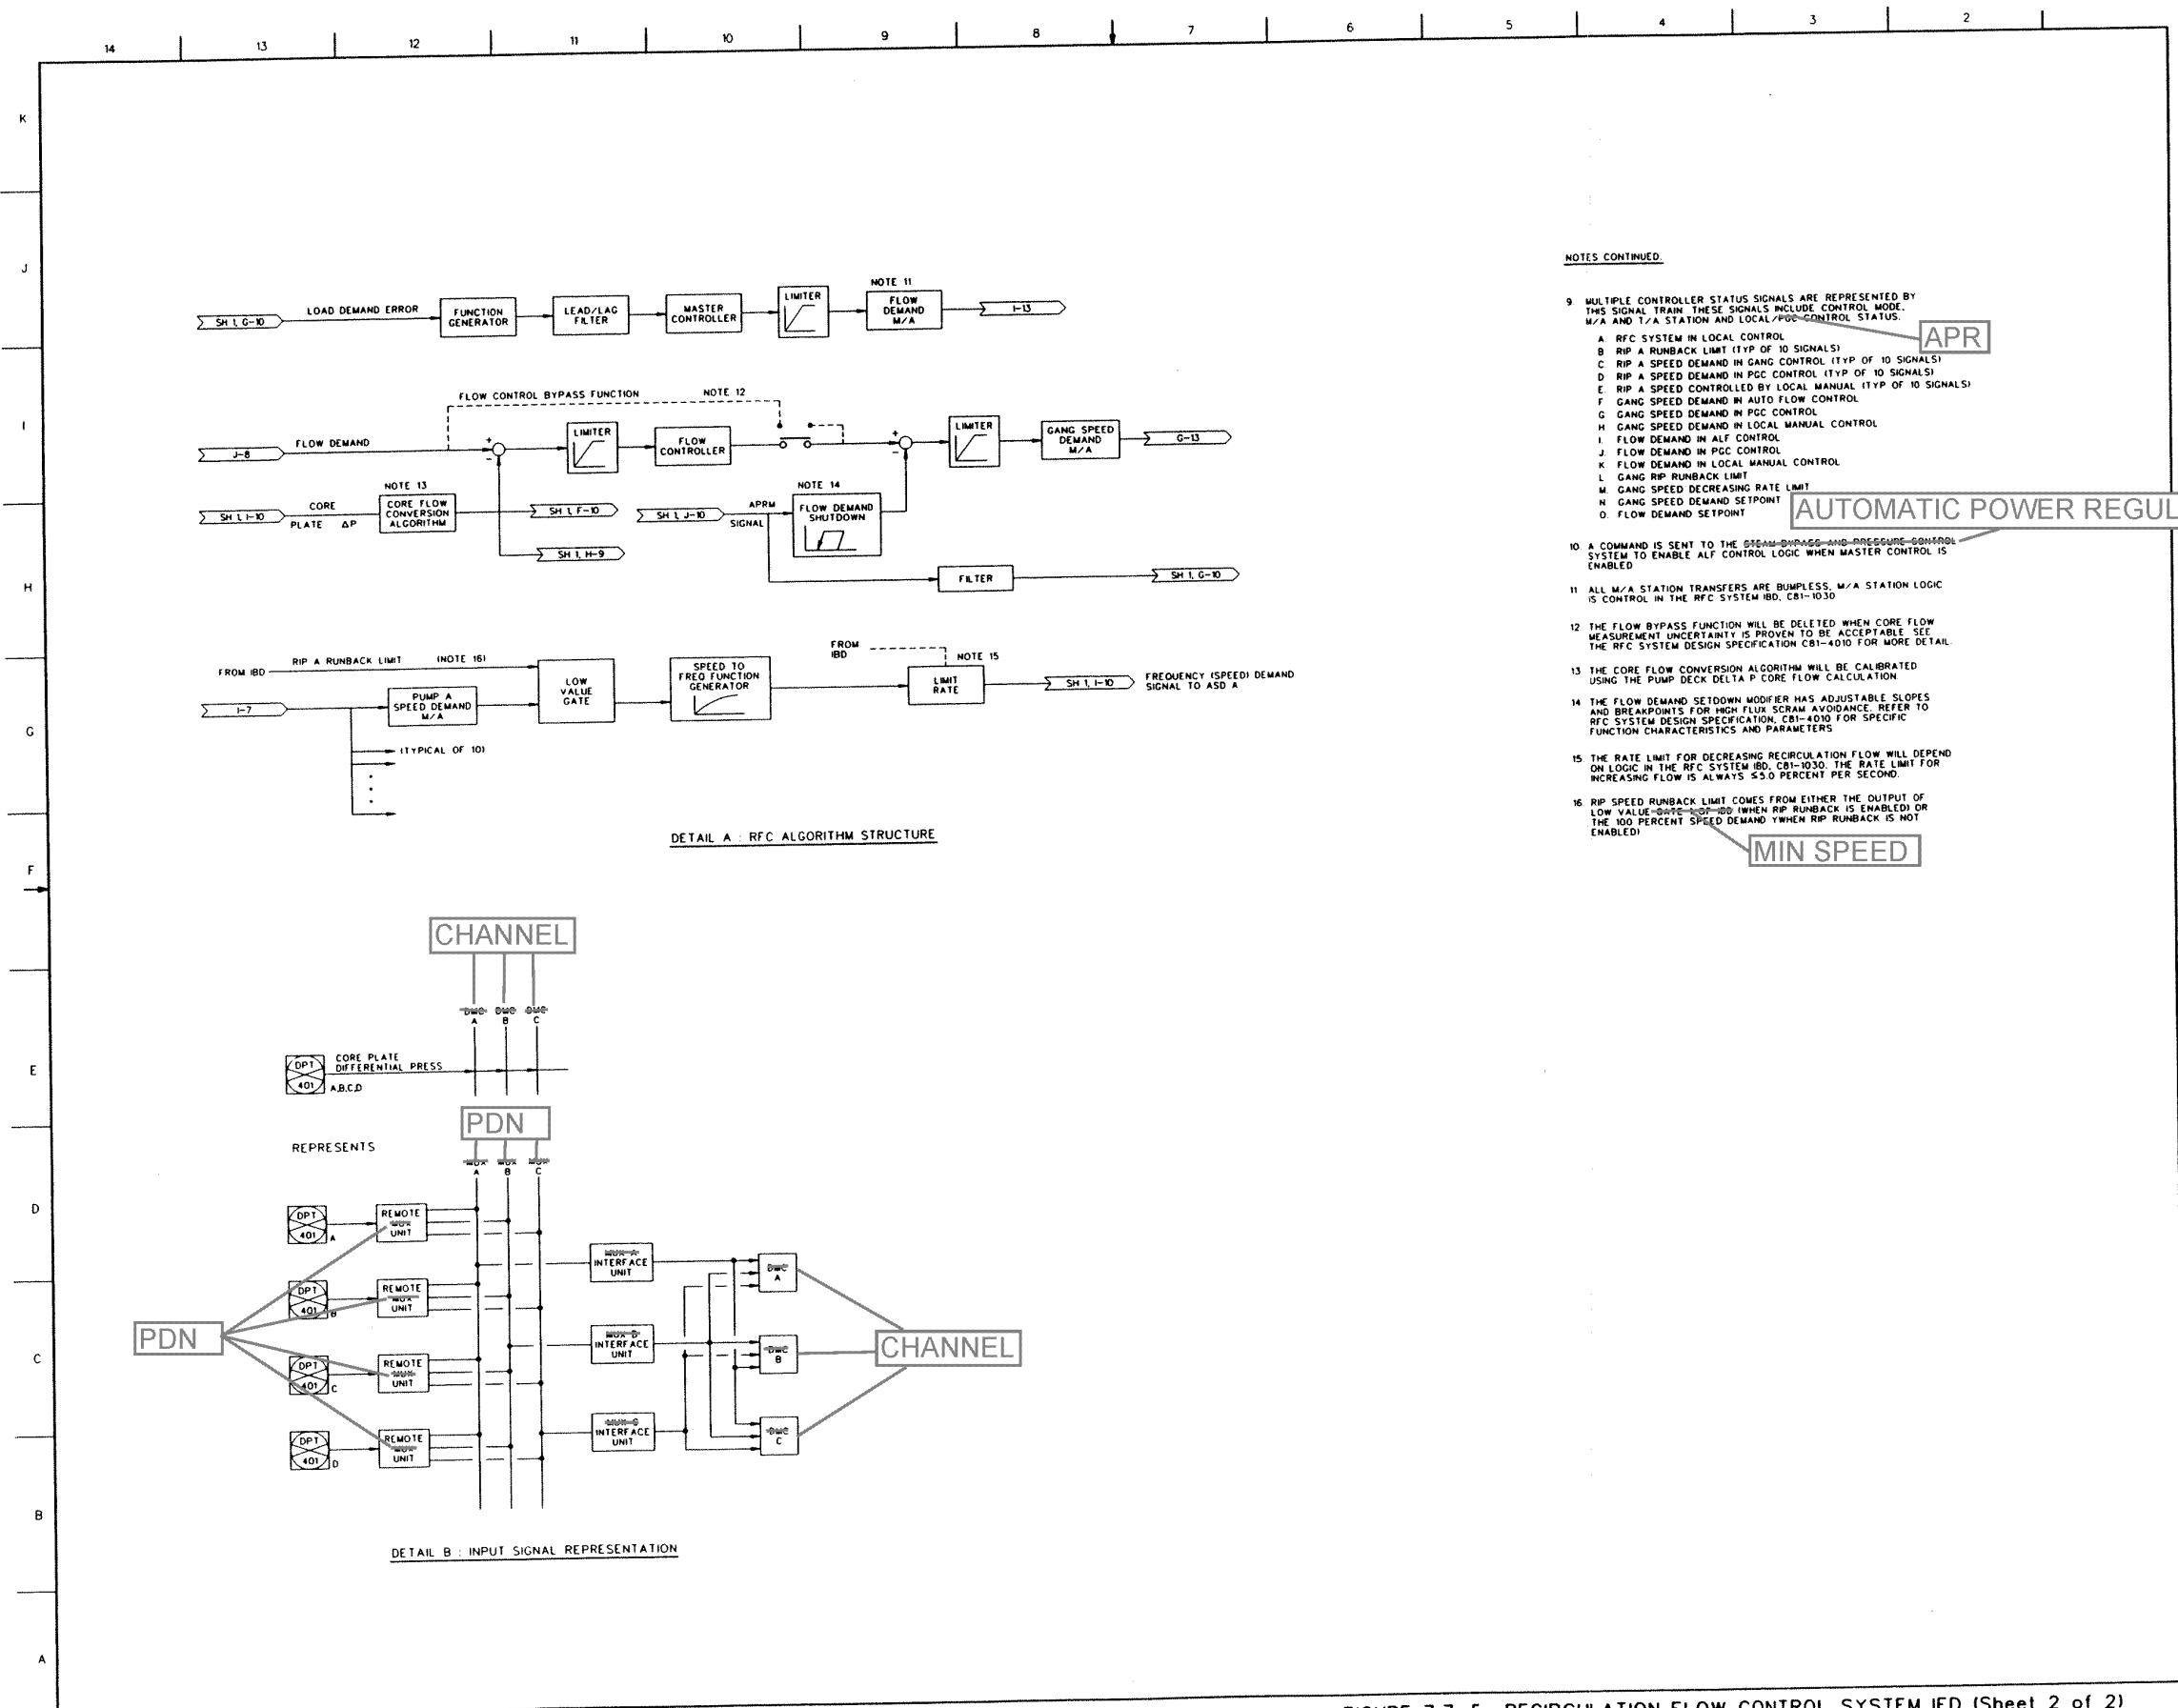 14 13 12 11 10 9 8 7 6 5 4 3 2
K
J
I
H
G
F
E
D
C
B
A
SH 1, G-10
LOAD DEMAND ERROR
FUNCTION
GENERATOR
LEAD/LAG
FILTER
MASTER
CONTROLLER
LIMITER
NOTE 11
FLOW
DEMAND
M/A
I-13
FLOW CONTROL BYPASS FUNCTION
NOTE 12
J-8
FLOW DEMAND
+
-
LIMITER
FLOW
CONTROLLER
+
-
LIMITER
GANG SPEED
DEMAND
M/A
G-13
SH 1, I-10
CORE
PLATE ΔP
NOTE 13
CORE FLOW
CONVERSION
ALGORITHM
SH 1, F-10
SH 1, H-9
SH 1, J-10
APRM
SIGNAL
NOTE 14
FLOW DEMAND
SHUTDOWN
FILTER
SH 1, G-10
FROM IBD
RIP A RUNBACK LIMIT (NOTE 16)
I-7
PUMP A
SPEED DEMAND
M/A
(TYPICAL OF 10)
LOW
VALUE
GATE
SPEED TO
FREQ FUNCTION
GENERATOR
FROM
IBD
NOTE 15
LIMIT
RATE
SH 1, I-10
FREQUENCY (SPEED) DEMAND
SIGNAL TO ASD A
DETAIL A : RFC ALGORITHM STRUCTURE
NOTES CONTINUED.
9. MULTIPLE CONTROLLER STATUS SIGNALS ARE REPRESENTED BY
THIS SIGNAL TRAIN THESE SIGNALS INCLUDE CONTROL MODE,
M/A AND T/A STATION AND LOCAL/PGC CONTROL STATUS.
APR
A. RFC SYSTEM IN LOCAL CONTROL
B RIP A RUNBACK LIMIT (TYP OF 10 SIGNALS)
C. RIP A SPEED DEMAND IN GANG CONTROL (TYP OF 10 SIGNALS)
D RIP A SPEED DEMAND IN PGC CONTROL (TYP OF 10 SIGNALS)
E. RIP A SPEED CONTROLLED BY LOCAL MANUAL (TYP OF 10 SIGNALS)
F GANG SPEED DEMAND IN AUTO FLOW CONTROL
G GANG SPEED DEMAND IN PGC CONTROL
H GANG SPEED DEMAND IN LOCAL MANUAL CONTROL
I. FLOW DEMAND IN ALF CONTROL
J. FLOW DEMAND IN PGC CONTROL
K FLOW DEMAND IN LOCAL MANUAL CONTROL
L GANG RIP RUNBACK LIMIT
M. GANG SPEED DECREASING RATE LIMIT
N GANG SPEED DEMAND SETPOINT
O. FLOW DEMAND SETPOINT
AUTOMATIC POWER REGUL
10. A COMMAND IS SENT TO THE STEAM BYPASS AND PRESSURE CONTROL
SYSTEM TO ENABLE ALF CONTROL LOGIC WHEN MASTER CONTROL IS
ENABLED
11 ALL M/A STATION TRANSFERS ARE BUMPLESS, M/A STATION LOGIC
IS CONTROL IN THE RFC SYSTEM IBD, C81-1030
12 THE FLOW BYPASS FUNCTION WILL BE DELETED WHEN CORE FLOW
MEASUREMENT UNCERTAINTY IS PROVEN TO BE ACCEPTABLE SEE
THE RFC SYSTEM DESIGN SPECIFICATION C81-4010 FOR MORE DETAIL.
13 THE CORE FLOW CONVERSION ALGORITHM WILL BE CALIBRATED
USING THE PUMP DECK DELTA P CORE FLOW CALCULATION
14 THE FLOW DEMAND SETDOWN MODIFIER HAS ADJUSTABLE SLOPES
AND BREAKPOINTS FOR HIGH FLUX SCRAM AVOIDANCE. REFER TO
RFC SYSTEM DESIGN SPECIFICATION, C81-4010 FOR SPECIFIC
FUNCTION CHARACTERISTICS AND PARAMETERS
15. THE RATE LIMIT FOR DECREASING RECIRCULATION FLOW WILL DEPEND
ON LOGIC IN THE RFC SYSTEM IBD, C81-1030. THE RATE LIMIT FOR
INCREASING FLOW IS ALWAYS ≤5.0 PERCENT PER SECOND.
16. RIP SPEED RUNBACK LIMIT COMES FROM EITHER THE OUTPUT OF
LOW VALUE GATE 1 OF IBD (WHEN RIP RUNBACK IS ENABLED) OR
THE 100 PERCENT SPEED DEMAND YWHEN RIP RUNBACK IS NOT
ENABLED)
MIN SPEED
CHANNEL
DMC DMC DMC
A B C
DPT
401
A,B,C,D
CORE PLATE
DIFFERENTIAL PRESS
PDN
REPRESENTS
MUX MUX MUX
A B C
DPT
401
A
REMOTE
MUX
UNIT
DPT
401
B
REMOTE
MUX
UNIT
DPT
401
C
REMOTE
MUX
UNIT
DPT
401
D
REMOTE
MUX
UNIT
PDN
MUX A
INTERFACE
UNIT
MUX B
INTERFACE
UNIT
MUX C
INTERFACE
UNIT
DMC
A
DMC
B
DMC
C
CHANNEL
DETAIL B : INPUT SIGNAL REPRESENTATION
FIGURE 7.7-5 RECIRCULATION FLOW CONTROL SYSTEM IED (Sheet 2 of 2)